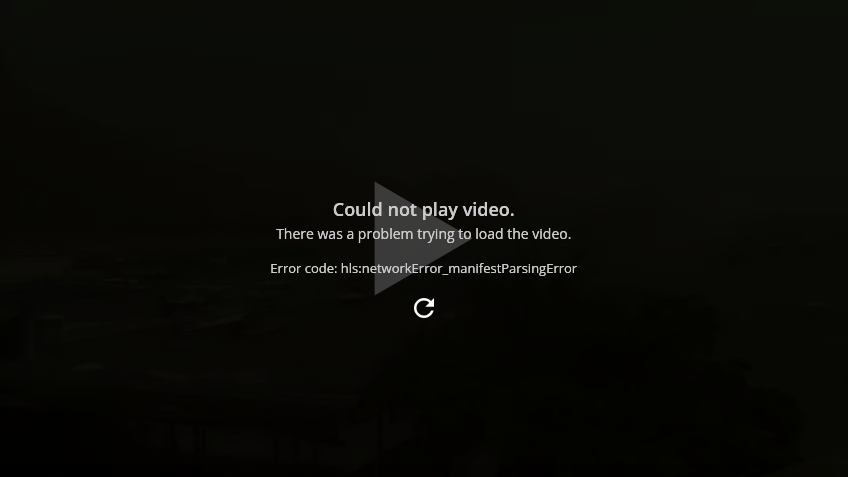 Could not play video.
There was a problem trying to load the video.
Error code: hls:networkError_manifestParsingError